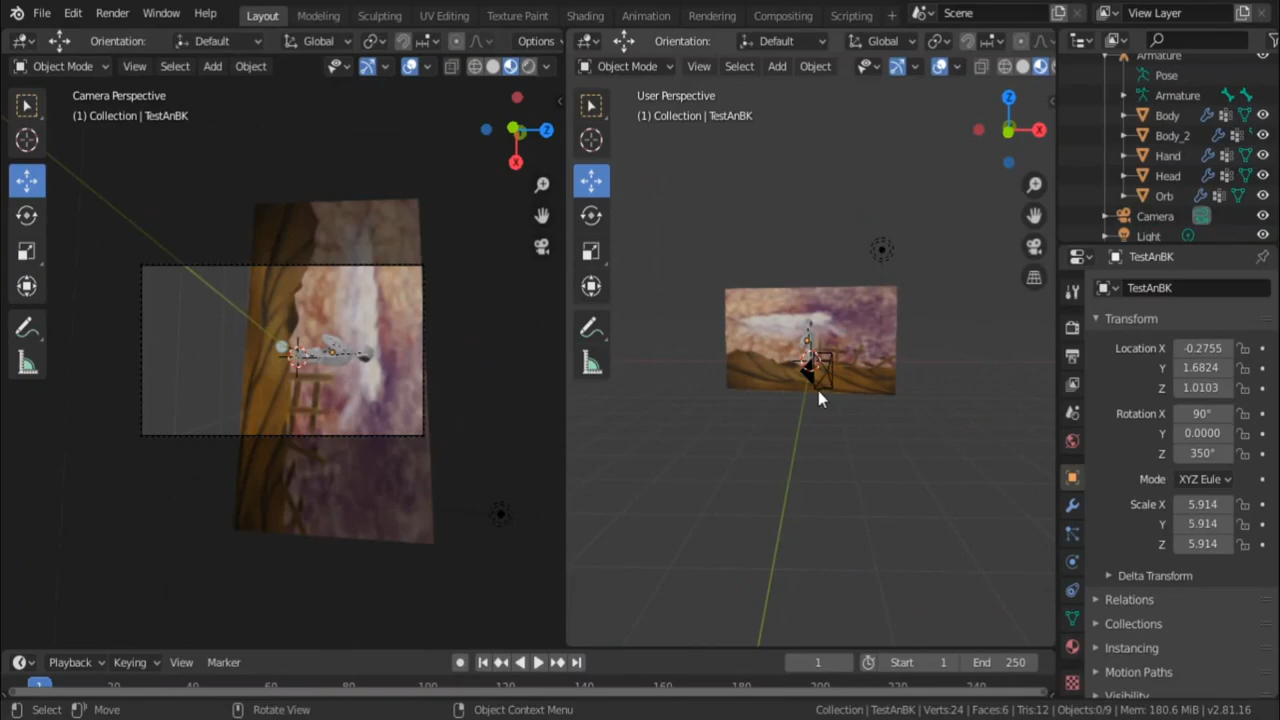 File Edit Render Window Help Layout Modeling Sculpting UV Editing Texture Paint Shading Animation Rendering Compositing Scripting + Scene View Layer
Orientation: Default Global Options
Orientation: Default Global
Object Mode View Select Add Object
Object Mode View Select Add Object
Camera Perspective
(1) Collection | TestAnBK
User Perspective
(1) Collection | TestAnBK
Z
X
Z
X
Armature
Pose
Armature
Body
Body_2
Hand
Head
Orb
Camera
Light
TestAnBK
TestAnBK
Transform
Location X -0.2755
Y 1.6824
Z 1.0103
Rotation X 90°
Y 0.0000
Z 350°
Mode XYZ Eule
Scale X 5.914
Y 5.914
Z 5.914
Delta Transform
Relations
Collections
Instancing
Motion Paths
Visibility
Playback Keying View Marker 1 Start 1 End 250
1 20 60 100 120 140 160 180 200 220 240
Select Move Rotate View Object Context Menu Collection | TestAnBK | Verts:24 | Faces:6 | Tris:12 | Objects:0/9 | Mem: 180.6 MiB | v2.81.16